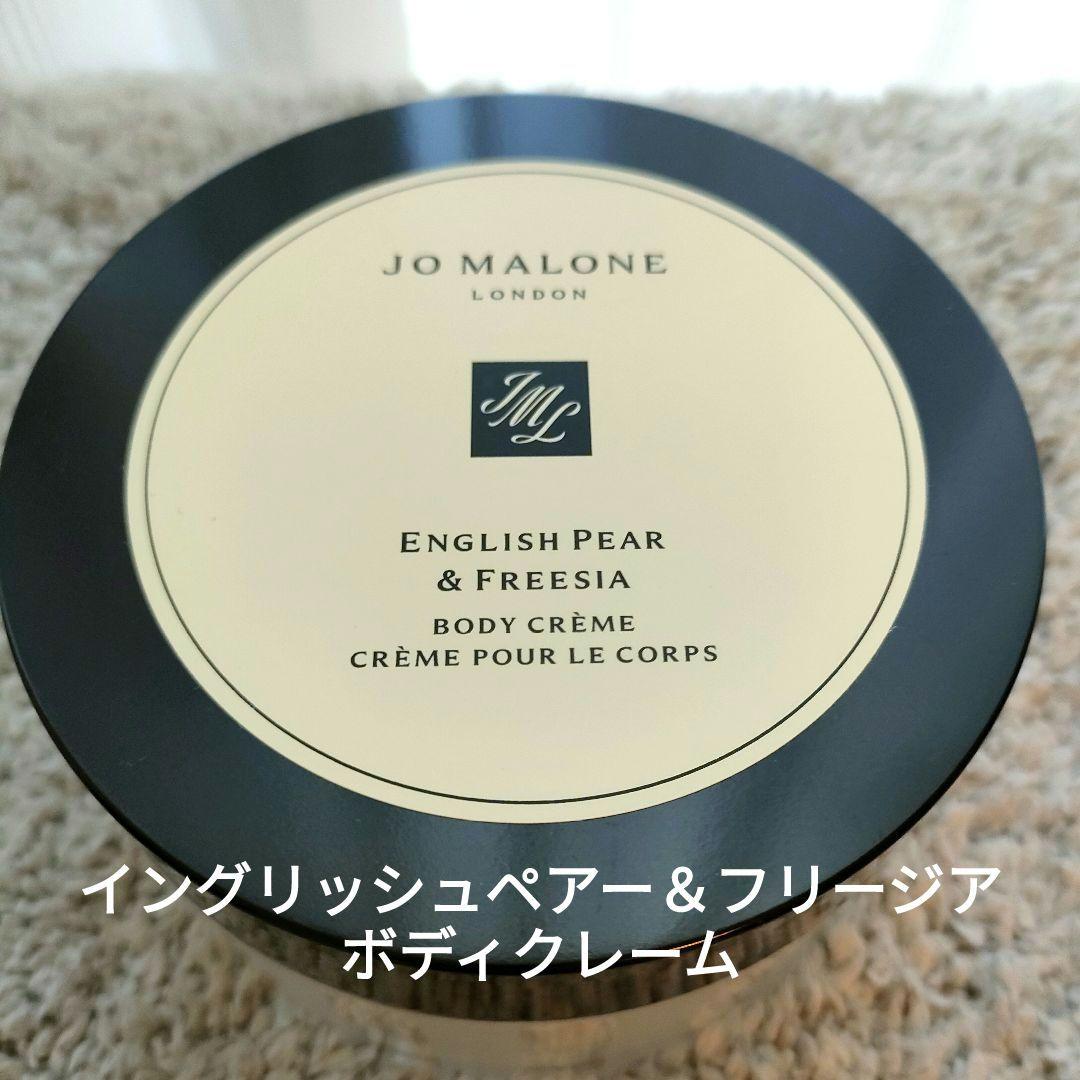 JO MALONE
LONDON
JML
ENGLISH PEAR
& FREESIA
BODY CRÈME
CRÈME POUR LE CORPS
イングリッシュペアー＆フリージア
ボディクレーム